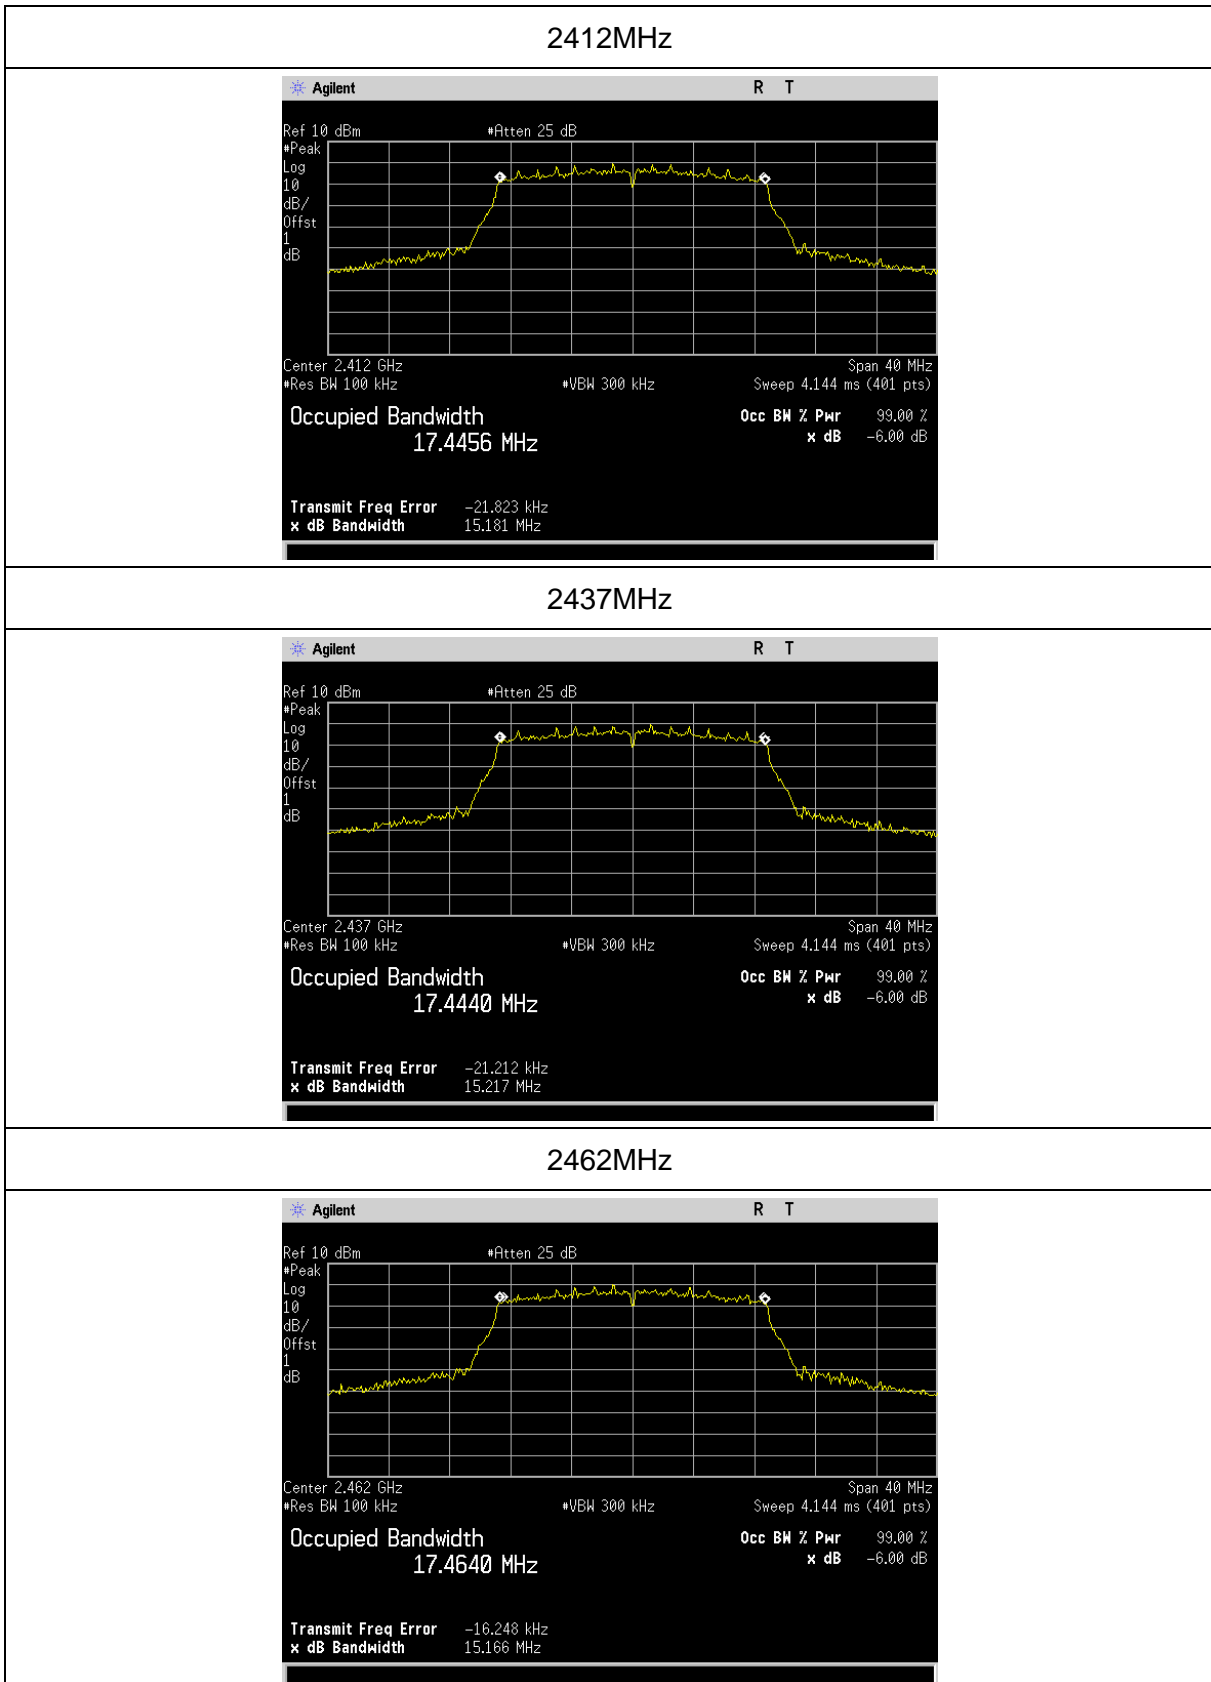 2412MHz
Agilent R T
Ref 10 dBm #Atten 25 dB
#Peak
Log
10
dB/
Offst
1
dB
Center 2.412 GHz Span 40 MHz
#Res BW 100 kHz #VBW 300 kHz Sweep 4.144 ms (401 pts)
Occupied Bandwidth Occ BW % Pwr 99.00 %
17.4456 MHz x dB -6.00 dB
Transmit Freq Error -21.823 kHz
x dB Bandwidth 15.181 MHz
2437MHz
Agilent R T
Ref 10 dBm #Atten 25 dB
#Peak
Log
10
dB/
Offst
1
dB
Center 2.437 GHz Span 40 MHz
#Res BW 100 kHz #VBW 300 kHz Sweep 4.144 ms (401 pts)
Occupied Bandwidth Occ BW % Pwr 99.00 %
17.4440 MHz x dB -6.00 dB
Transmit Freq Error -21.212 kHz
x dB Bandwidth 15.217 MHz
2462MHz
Agilent R T
Ref 10 dBm #Atten 25 dB
#Peak
Log
10
dB/
Offst
1
dB
Center 2.462 GHz Span 40 MHz
#Res BW 100 kHz #VBW 300 kHz Sweep 4.144 ms (401 pts)
Occupied Bandwidth Occ BW % Pwr 99.00 %
17.4640 MHz x dB -6.00 dB
Transmit Freq Error -16.248 kHz
x dB Bandwidth 15.166 MHz